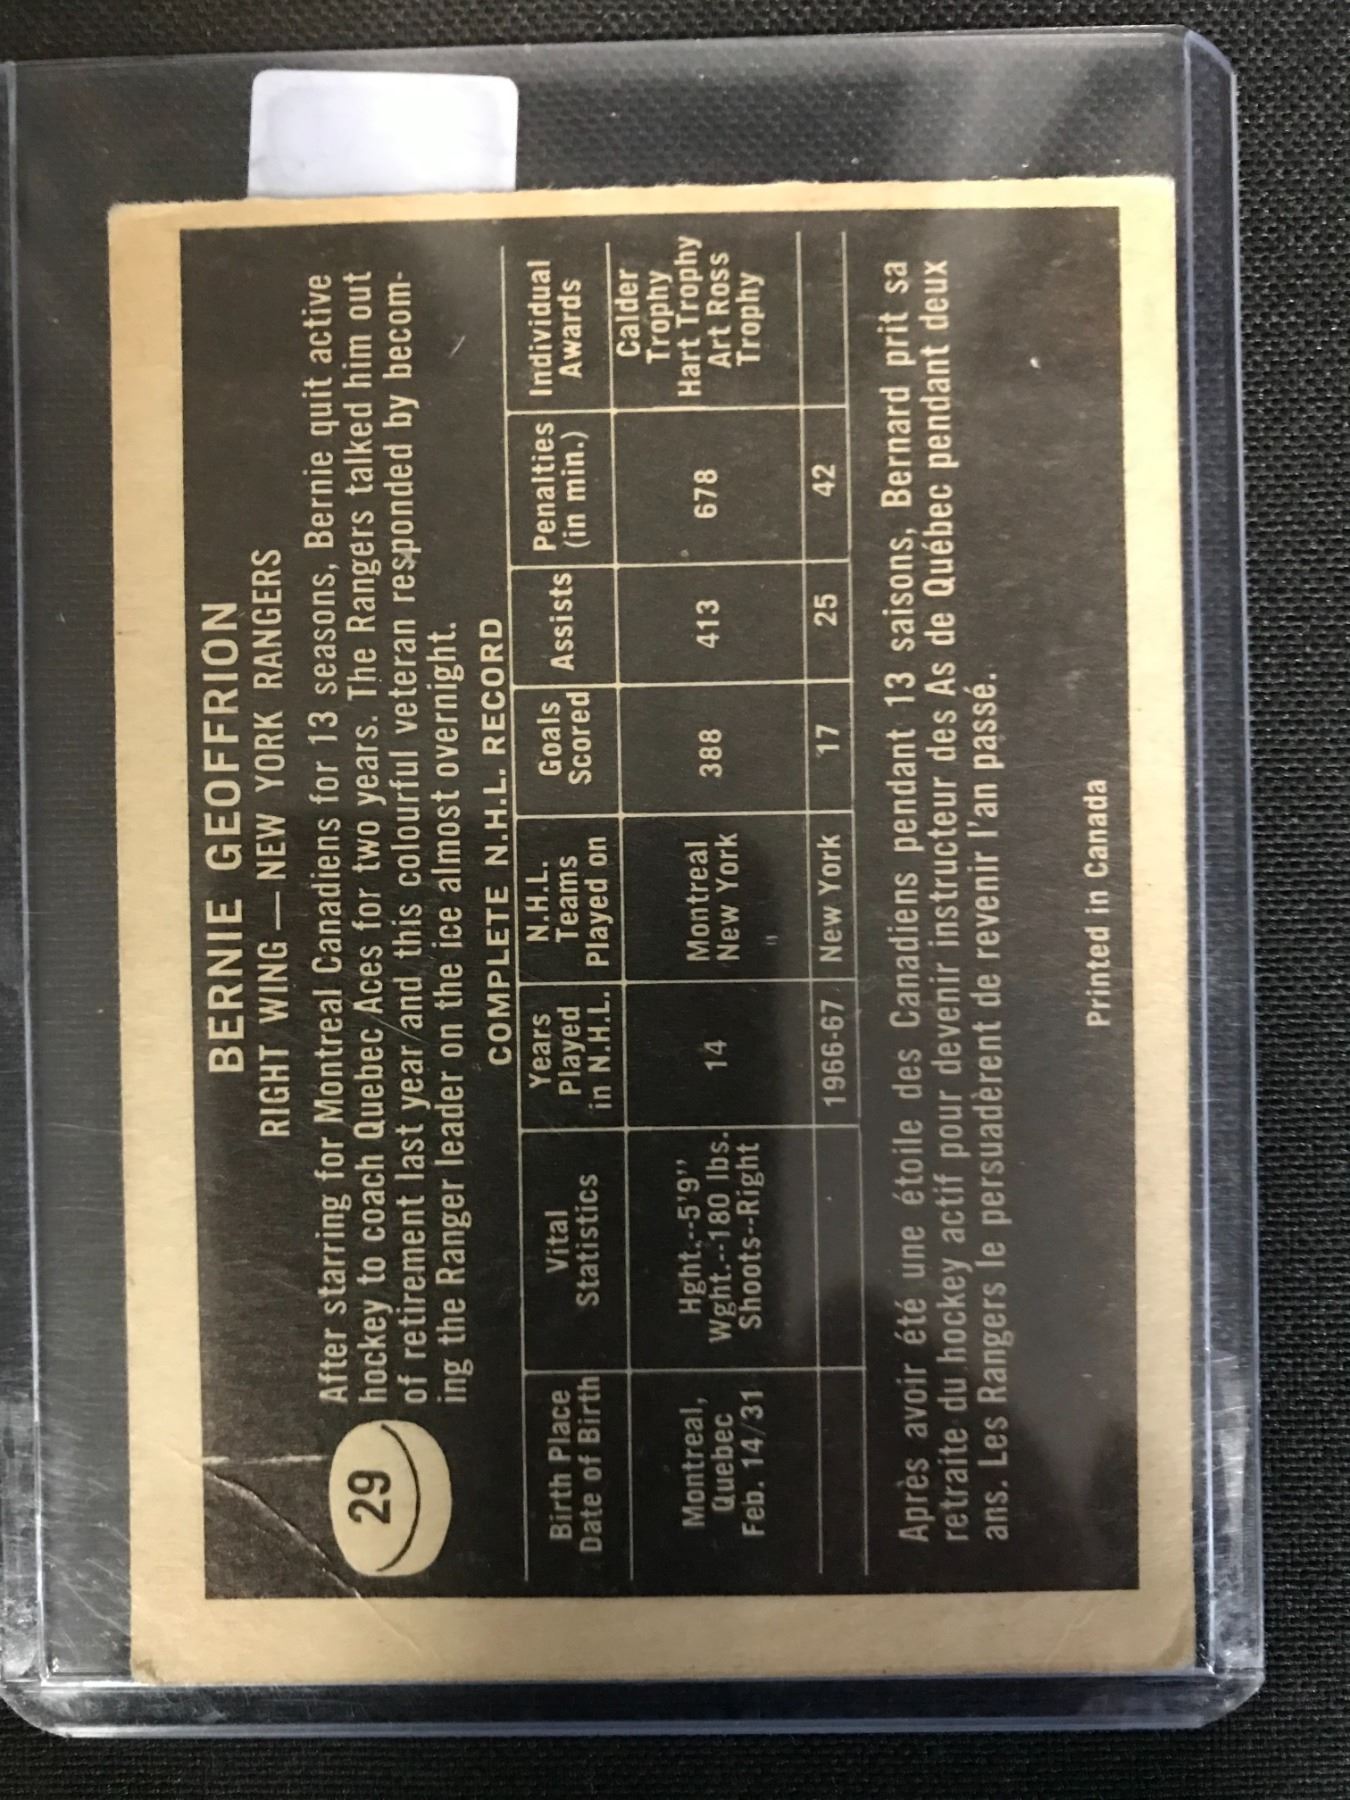 BERNIE GEOFFRION
RIGHT WING — NEW YORK RANGERS
29
After starring for Montreal Canadiens for 13 seasons, Bernie quit active
hockey to coach Quebec Aces for two years. The Rangers talked him out
of retirement last year and this colourful veteran responded by becom-
ing the Ranger leader on the ice almost overnight.
COMPLETE N.H.L. RECORD
Birth Place
Date of Birth
Vital
Statistics
Years
Played
in N.H.L.
N.H.L.
Teams
Played on
Goals
Scored
Assists
Penalties
(in min.)
Individual
Awards
Montreal,
Quebec
Feb. 14/31
Hght.--5'9"
Wght.--180 lbs.
Shoots--Right
14
Montreal
New York
388
413
678
Calder
Trophy
Hart Trophy
Art Ross
Trophy
1966-67
New York
17
25
42
Après avoir été une étoile des Canadiens pendant 13 saisons, Bernard prit sa
retraite du hockey actif pour devenir instructeur des As de Québec pendant deux
ans. Les Rangers le persuadèrent de revenir l'an passé.
Printed in Canada